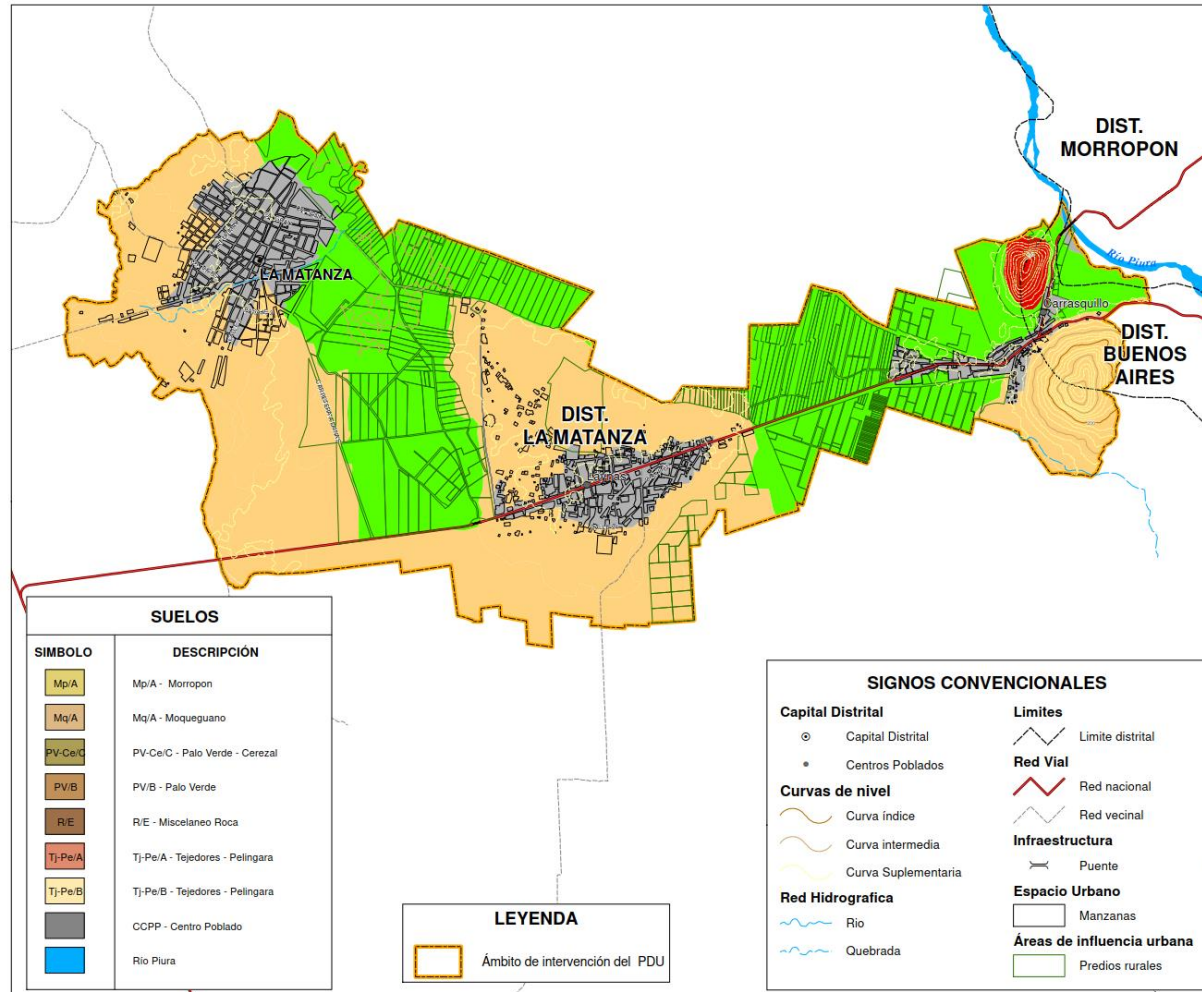 DIST.
MORROPON
Río Piura
Carrasquillo
LA MATANZA
DIST.
BUENOS
AIRES
DIST.
LA MATANZA
SUELOS
SIMBOLO DESCRIPCIÓN
Mp/A Mp/A - Morropon
Mq/A Mq/A - Moqueguano
PV-Ce/C PV-Ce/C - Palo Verde - Cerezal
PV/B PV/B - Palo Verde
R/E R/E - Miscelaneo Roca
Tj-Pe/A Tj-Pe/A - Tejedores - Pelingara
Tj-Pe/B Tj-Pe/B - Tejedores - Pelingara
CCPP - Centro Poblado
Río Piura
LEYENDA
Ámbito de intervención del PDU
SIGNOS CONVENCIONALES
Capital Distrital
Capital Distrital
Centros Poblados
Curvas de nivel
Curva índice
Curva intermedia
Curva Suplementaria
Red Hidrografica
Rio
Quebrada
Limites
Limite distrital
Red Vial
Red nacional
Red vecinal
Infraestructura
Puente
Espacio Urbano
Manzanas
Áreas de influencia urbana
Predios rurales